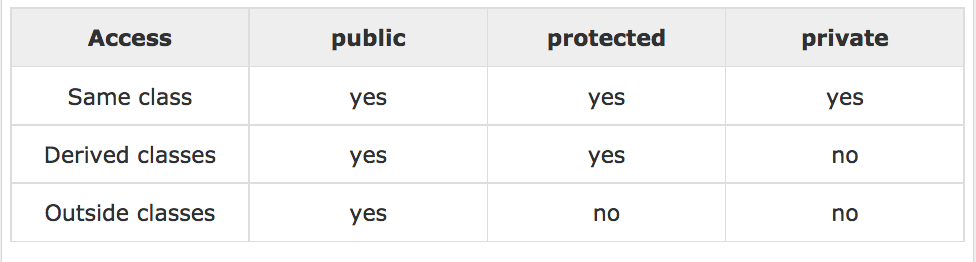 Access public protected private
Same class yes yes yes
Derived classes yes yes no
Outside classes yes no no